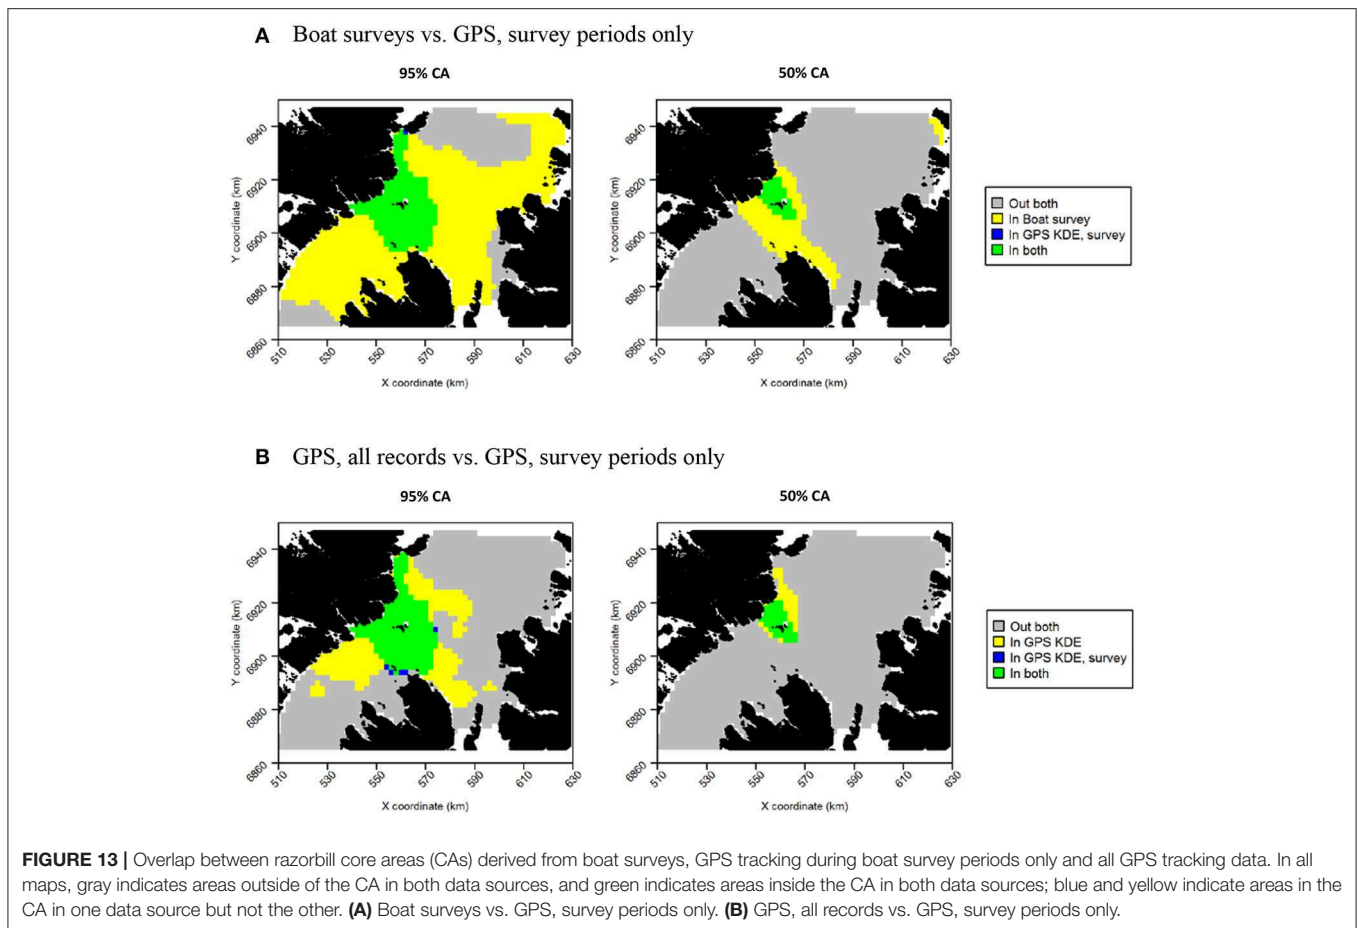 A Boat surveys vs. GPS, survey periods only
95% CA
50% CA
Y coordinate (km)
6940
6920
6900
6880
6860
510
530
550
570
590
610
630
X coordinate (km)
Y coordinate (km)
6940
6920
6900
6880
6860
510
530
550
570
590
610
630
X coordinate (km)
Out both
In Boat survey
In GPS KDE, survey
In both
B GPS, all records vs. GPS, survey periods only
95% CA
50% CA
Y coordinate (km)
6940
6920
6900
6880
6860
510
530
550
570
590
610
630
X coordinate (km)
Y coordinate (km)
6940
6920
6900
6880
6860
510
530
550
570
590
610
630
X coordinate (km)
Out both
In GPS KDE
In GPS KDE, survey
In both
FIGURE 13 | Overlap between razorbill core areas (CAs) derived from boat surveys, GPS tracking during boat survey periods only and all GPS tracking data. In all
maps, gray indicates areas outside of the CA in both data sources, and green indicates areas inside the CA in both data sources; blue and yellow indicate areas in the
CA in one data source but not the other. (A) Boat surveys vs. GPS, survey periods only. (B) GPS, all records vs. GPS, survey periods only.